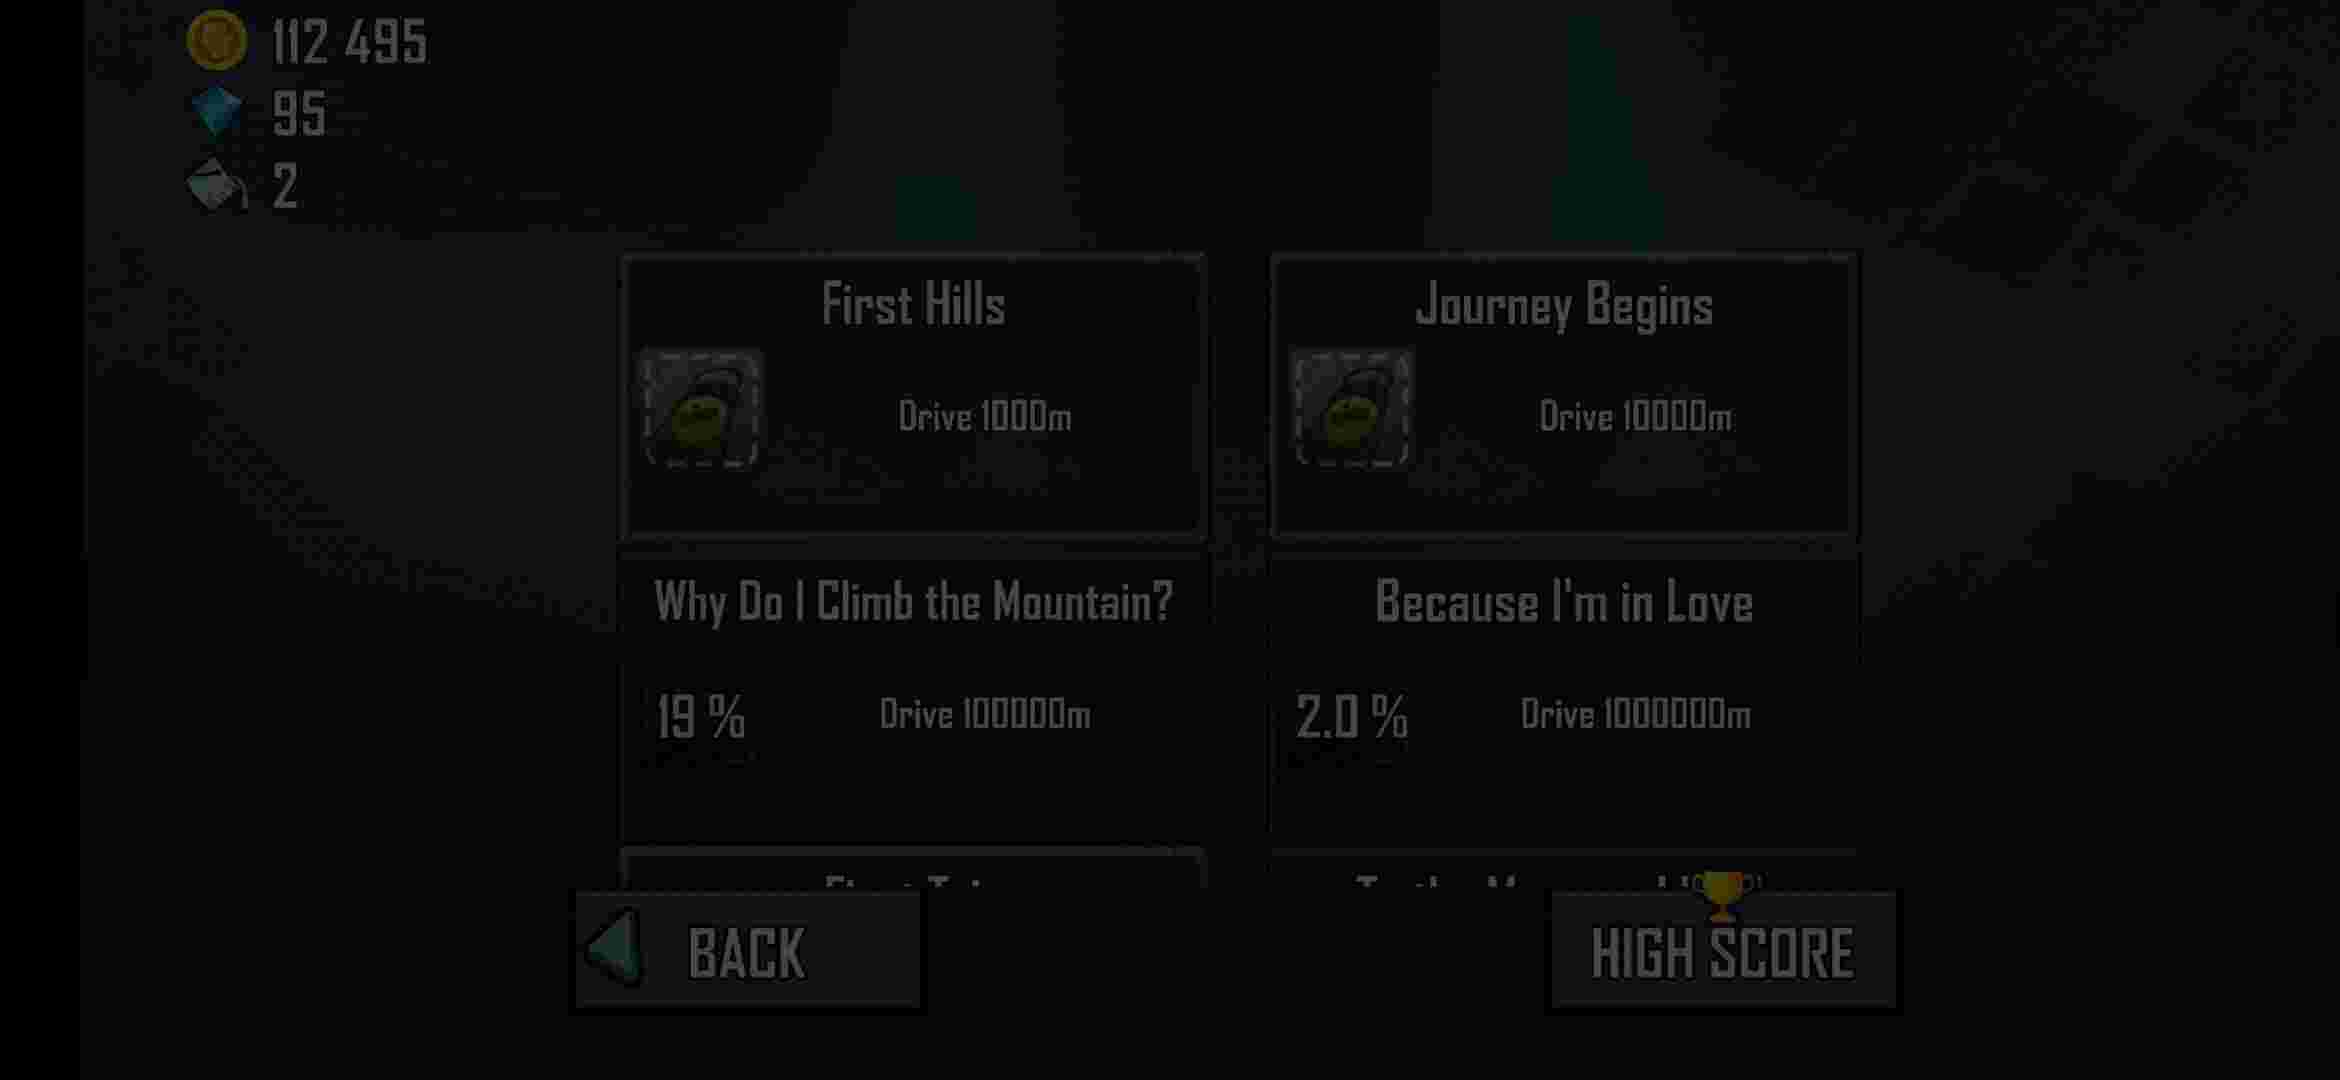 112 495
95
2
First Hills
Journey Begins
Drive 1000m
Drive 10000m
Why Do I Climb the Mountain?
Because I'm in Love
19 %
Drive 100000m
2.0 %
Drive 1000000m
BACK
HIGH SCORE